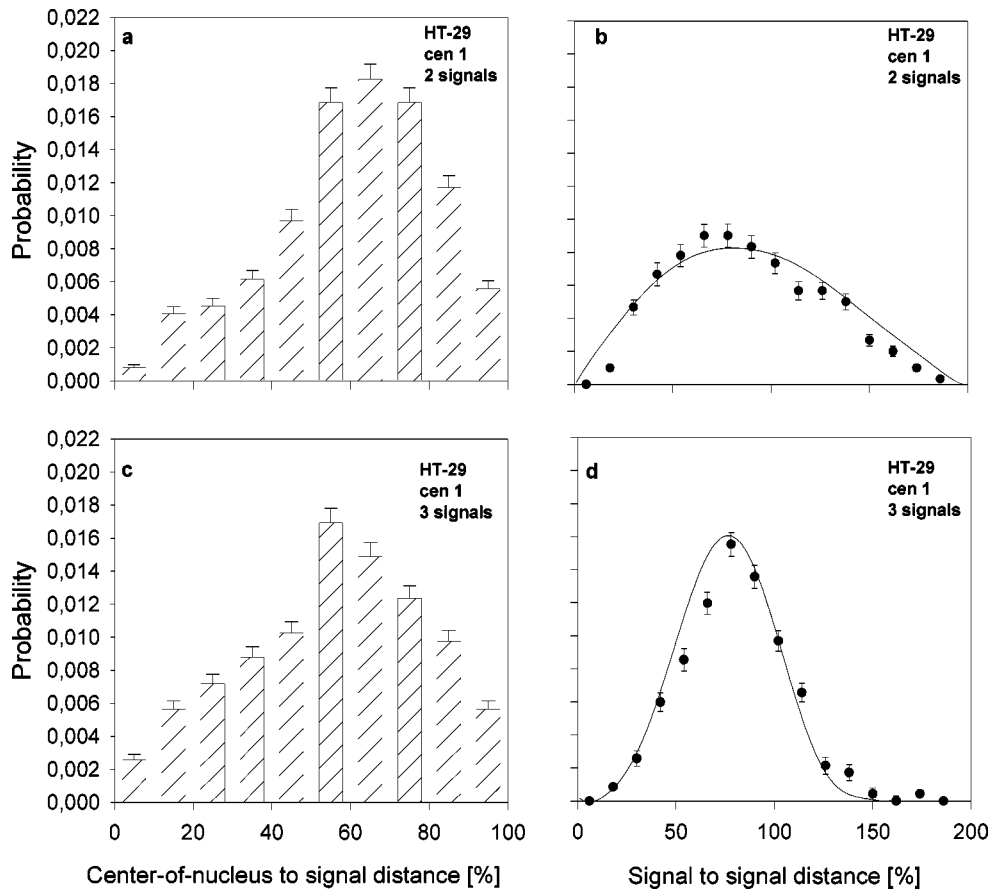 a
HT-29
cen 1
2 signals
0,022
0,020
0,018
0,016
0,014
0,012
0,010
0,008
0,006
0,004
0,002
0,000
Probability
b
HT-29
cen 1
2 signals
c
HT-29
cen 1
3 signals
0,022
0,020
0,018
0,016
0,014
0,012
0,010
0,008
0,006
0,004
0,002
0,000
Probability
0 20 40 60 80 100
Center-of-nucleus to signal distance [%]
d
HT-29
cen 1
3 signals
0 50 100 150 200
Signal to signal distance [%]